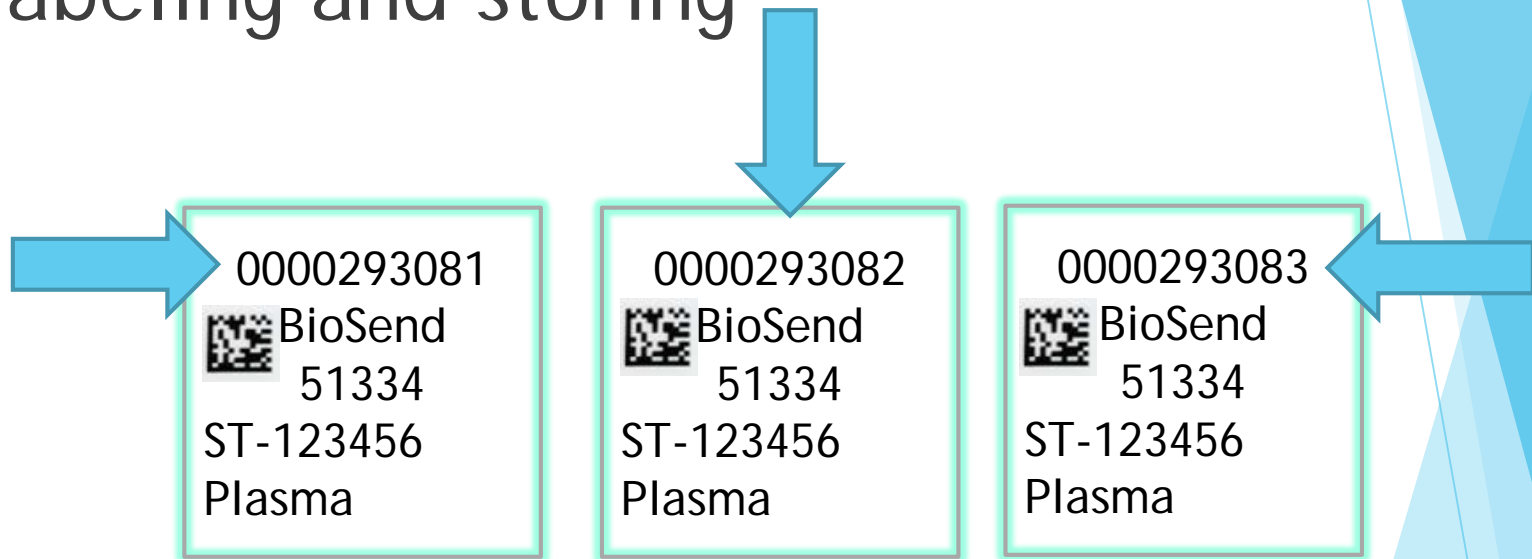 and storing
0000293081
BioSend
51334
ST-123456
Plasma
0000293082
BioSend
51334
ST-123456
Plasma
0000293083
BioSend
51334
ST-123456
Plasma